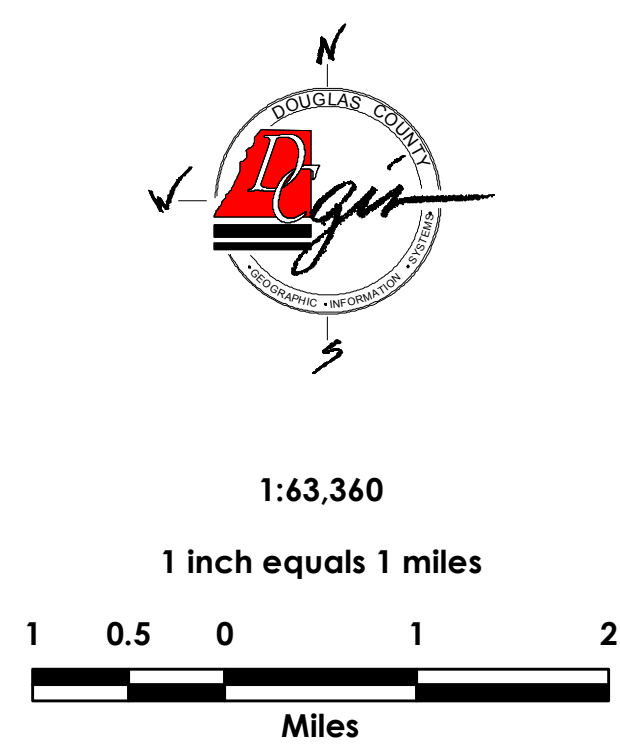 N
DOUGLAS COUNTY
W
DC
gis
GEOGRAPHIC • INFORMATION • SYSTEMS
S
1:63,360
1 inch equals 1 miles
1 0.5 0 1 2
Miles